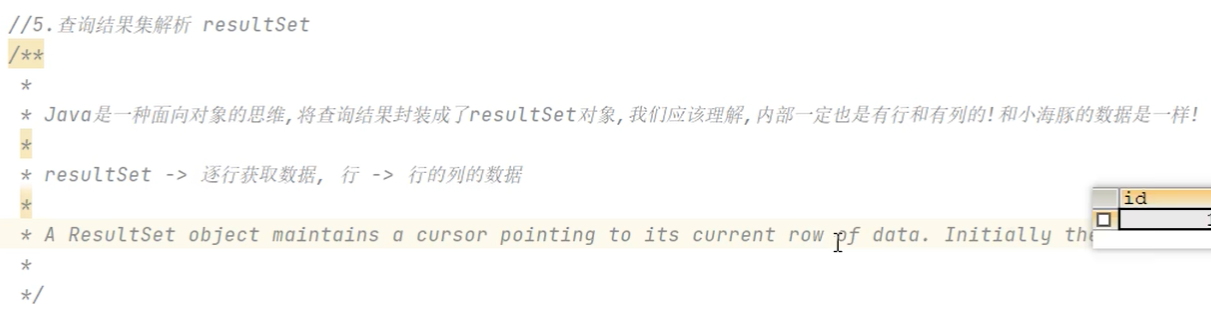 //5.查询结果集解析 resultSet
/**
*
* Java是一种面向对象的思维,将查询结果封装成了resultSet对象,我们应该理解,内部一定也是有行和有列的!和小海豚的数据是一样!
*
* resultSet -> 逐行获取数据, 行 -> 行的列的数据
*
* A ResultSet object maintains a cursor pointing to its current row of data. Initially the
*
*/
id
1